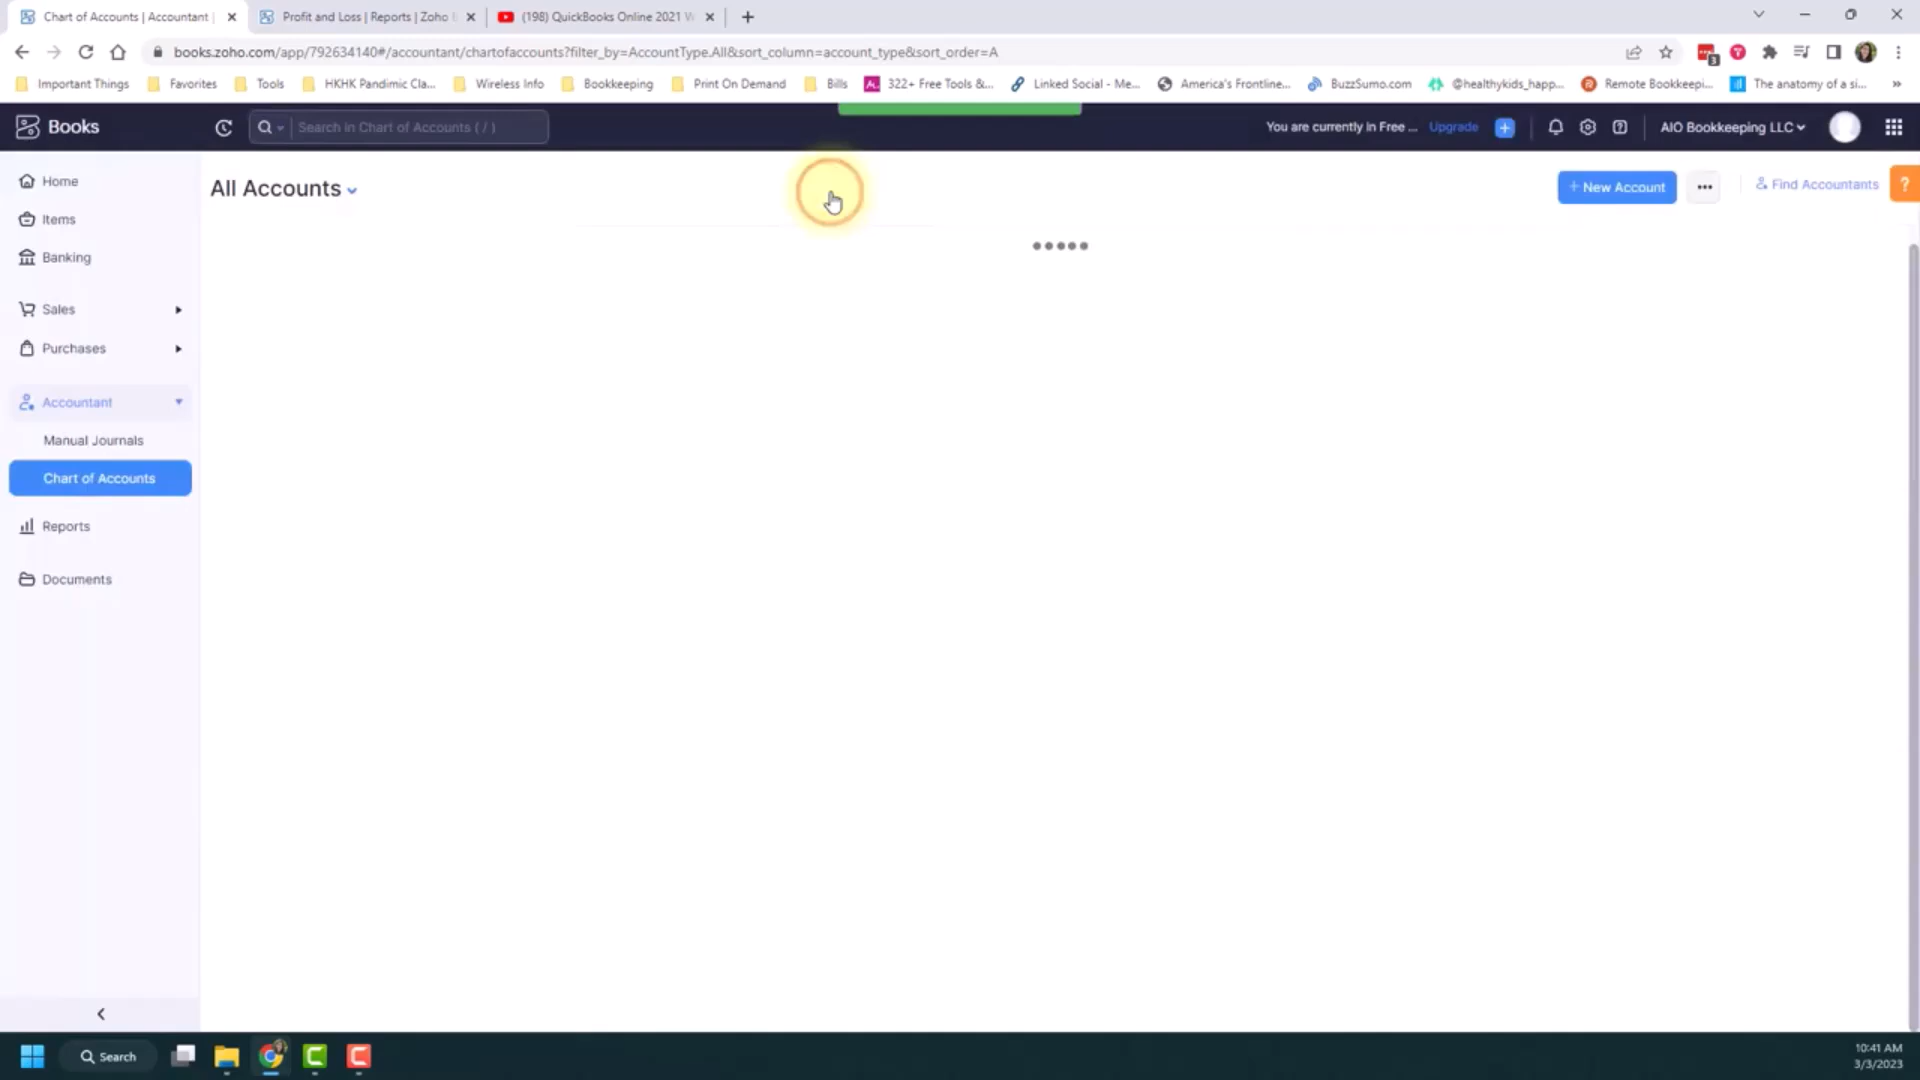 Chart of Accounts | Accountant |
Profit and Loss | Reports | Zoho
(198) QuickBooks Online 2021 W
books.zoho.com/app/792634140#/accountant/chartofaccounts?filter_by=AccountType.All&sort_column=account_type&sort_order=A
Important Things
Favorites
Tools
HKHK Pandimic Cla...
Wireless Info
Bookkeeping
Print On Demand
Bills
322+ Free Tools &...
Linked Social - Me...
America's Frontline...
BuzzSumo.com
@healthykids_happ...
Remote Bookkeepi...
The anatomy of a si...
Books
Search in Chart of Accounts ( / )
You are currently in Free ...
Upgrade
AIO Bookkeeping LLC
Home
All Accounts
+ New Account
Find Accountants
Items
Banking
Sales
Purchases
Accountant
Manual Journals
Chart of Accounts
Reports
Documents
Search
10:41 AM
3/3/2023